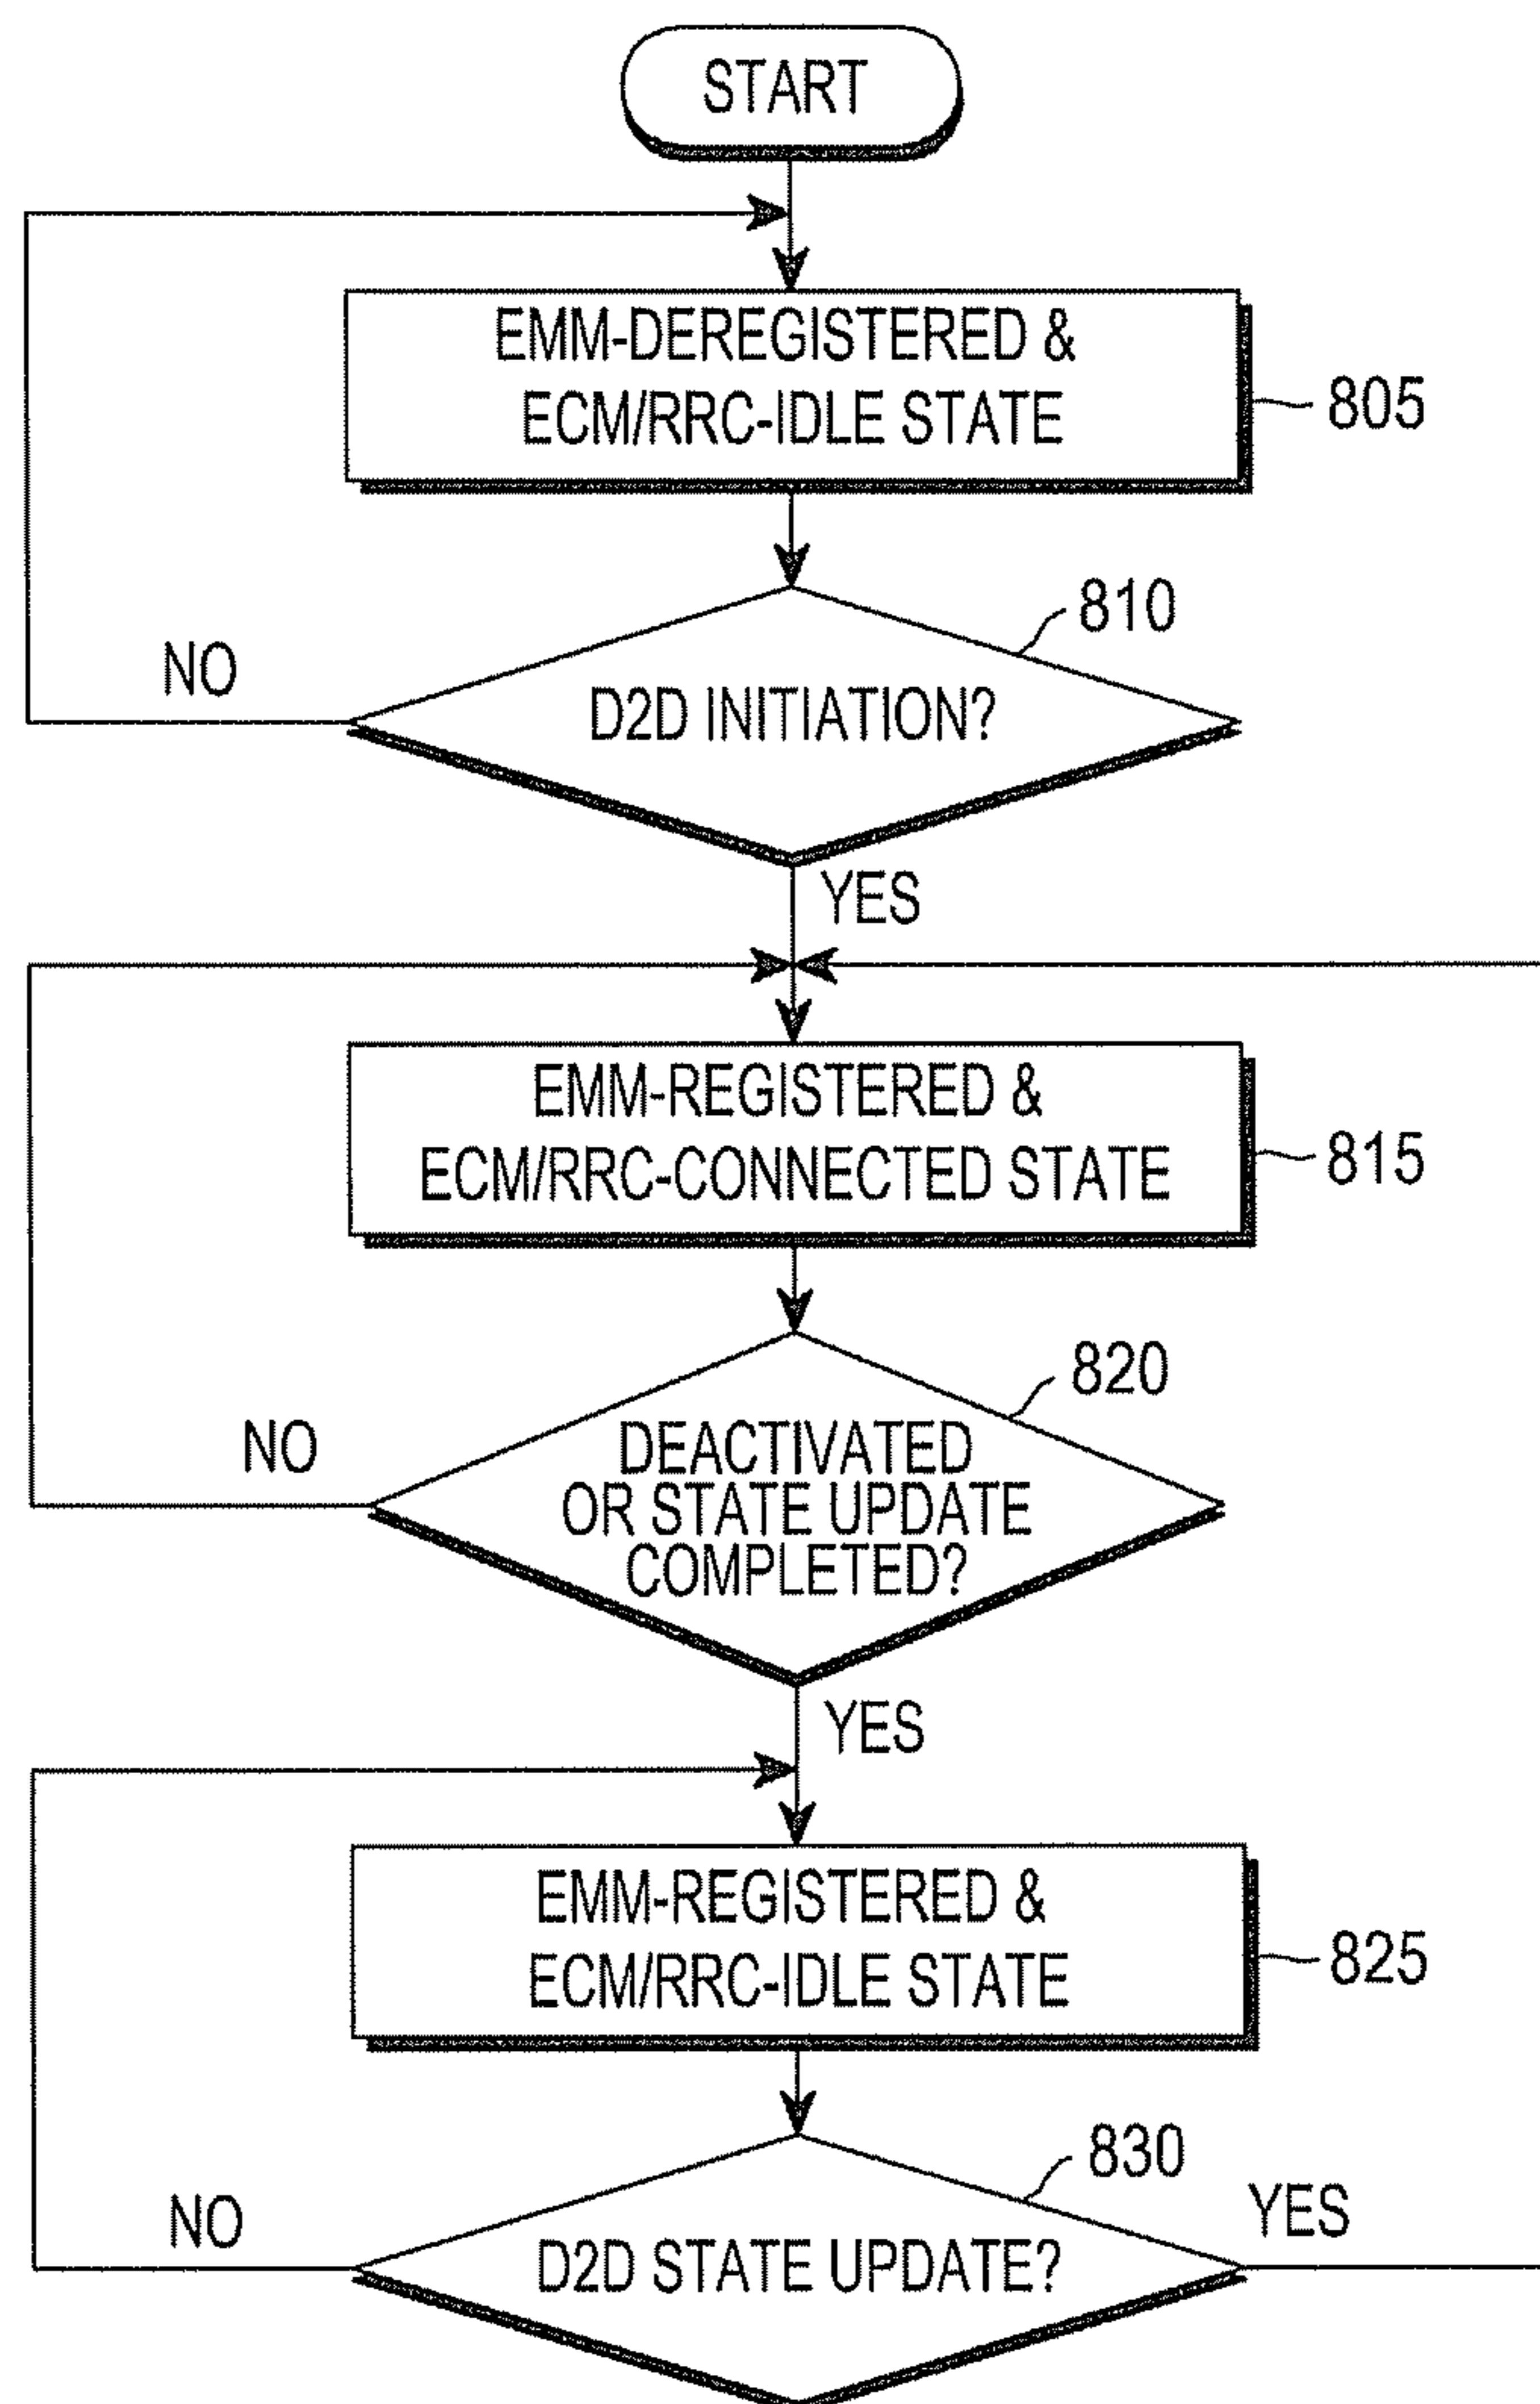 START
EMM-DEREGISTERED &
ECM/RRC-IDLE STATE
805
810
NO
D2D INITIATION?
YES
EMM-REGISTERED &
ECM/RRC-CONNECTED STATE
815
820
NO
DEACTIVATED
OR STATE UPDATE
COMPLETED?
YES
EMM-REGISTERED &
ECM/RRC-IDLE STATE
825
830
NO
YES
D2D STATE UPDATE?